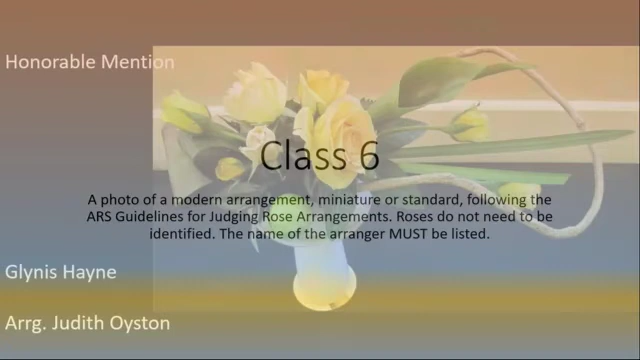 Honorable Mention
Class 6
A photo of a modern arrangement, miniature or standard, following the
ARS Guidelines for Judging Rose Arrangements. Roses do not need to be
identified. The name of the arranger MUST be listed.
Glynis Hayne
Arrg. Judith Oyston